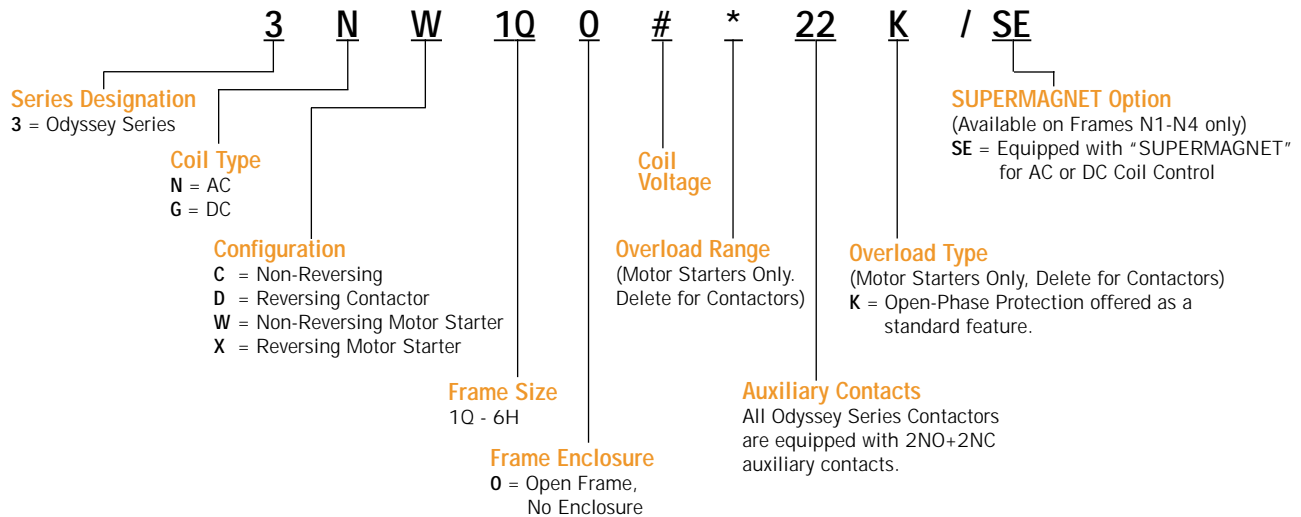 3 N W 1Q 0 # * 22 K / SE
Series Designation
3 = Odyssey Series
Coil Type
N = AC
G = DC
Configuration
C = Non-Reversing
D = Reversing Contactor
W = Non-Reversing Motor Starter
X = Reversing Motor Starter
Frame Size
1Q - 6H
Frame Enclosure
0 = Open Frame,
No Enclosure
Coil
Voltage
Overload Range
(Motor Starters Only.
Delete for Contactors)
Auxiliary Contacts
All Odyssey Series Contactors
are equipped with 2NO+2NC
auxiliary contacts.
Overload Type
(Motor Starters Only, Delete for Contactors)
K = Open-Phase Protection offered as a
standard feature.
SUPERMAGNET Option
(Available on Frames N1-N4 only)
SE = Equipped with "SUPERMAGNET"
for AC or DC Coil Control